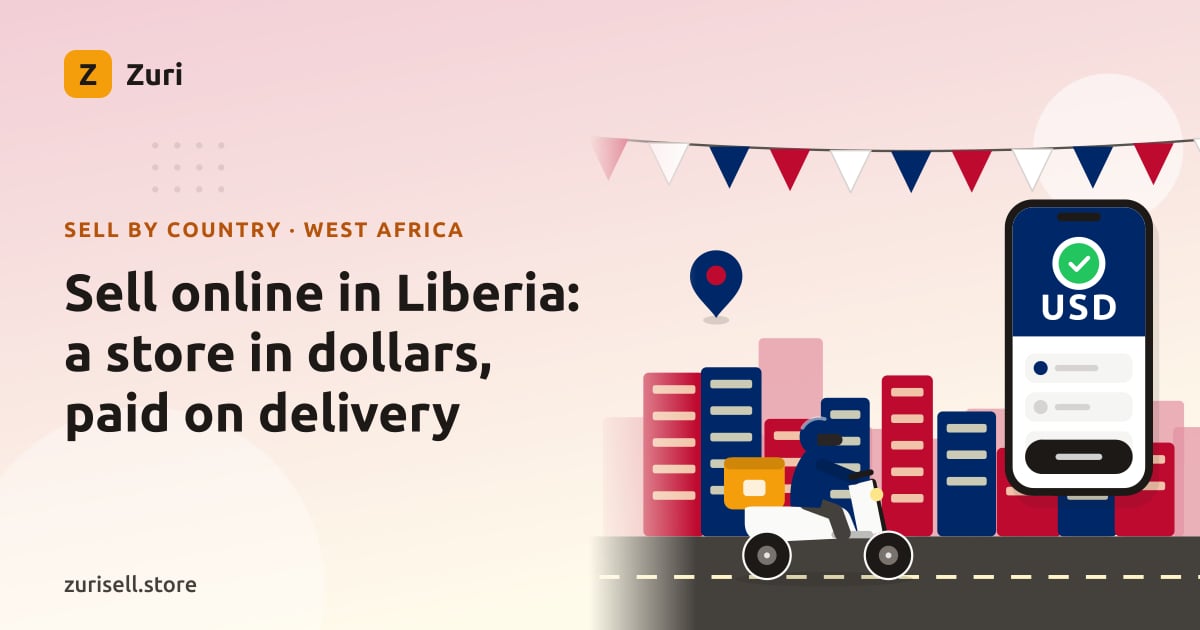 Z Zuri
SELL BY COUNTRY · WEST AFRICA
Sell online in Liberia:
a store in dollars,
paid on delivery
USD
zurisell.store